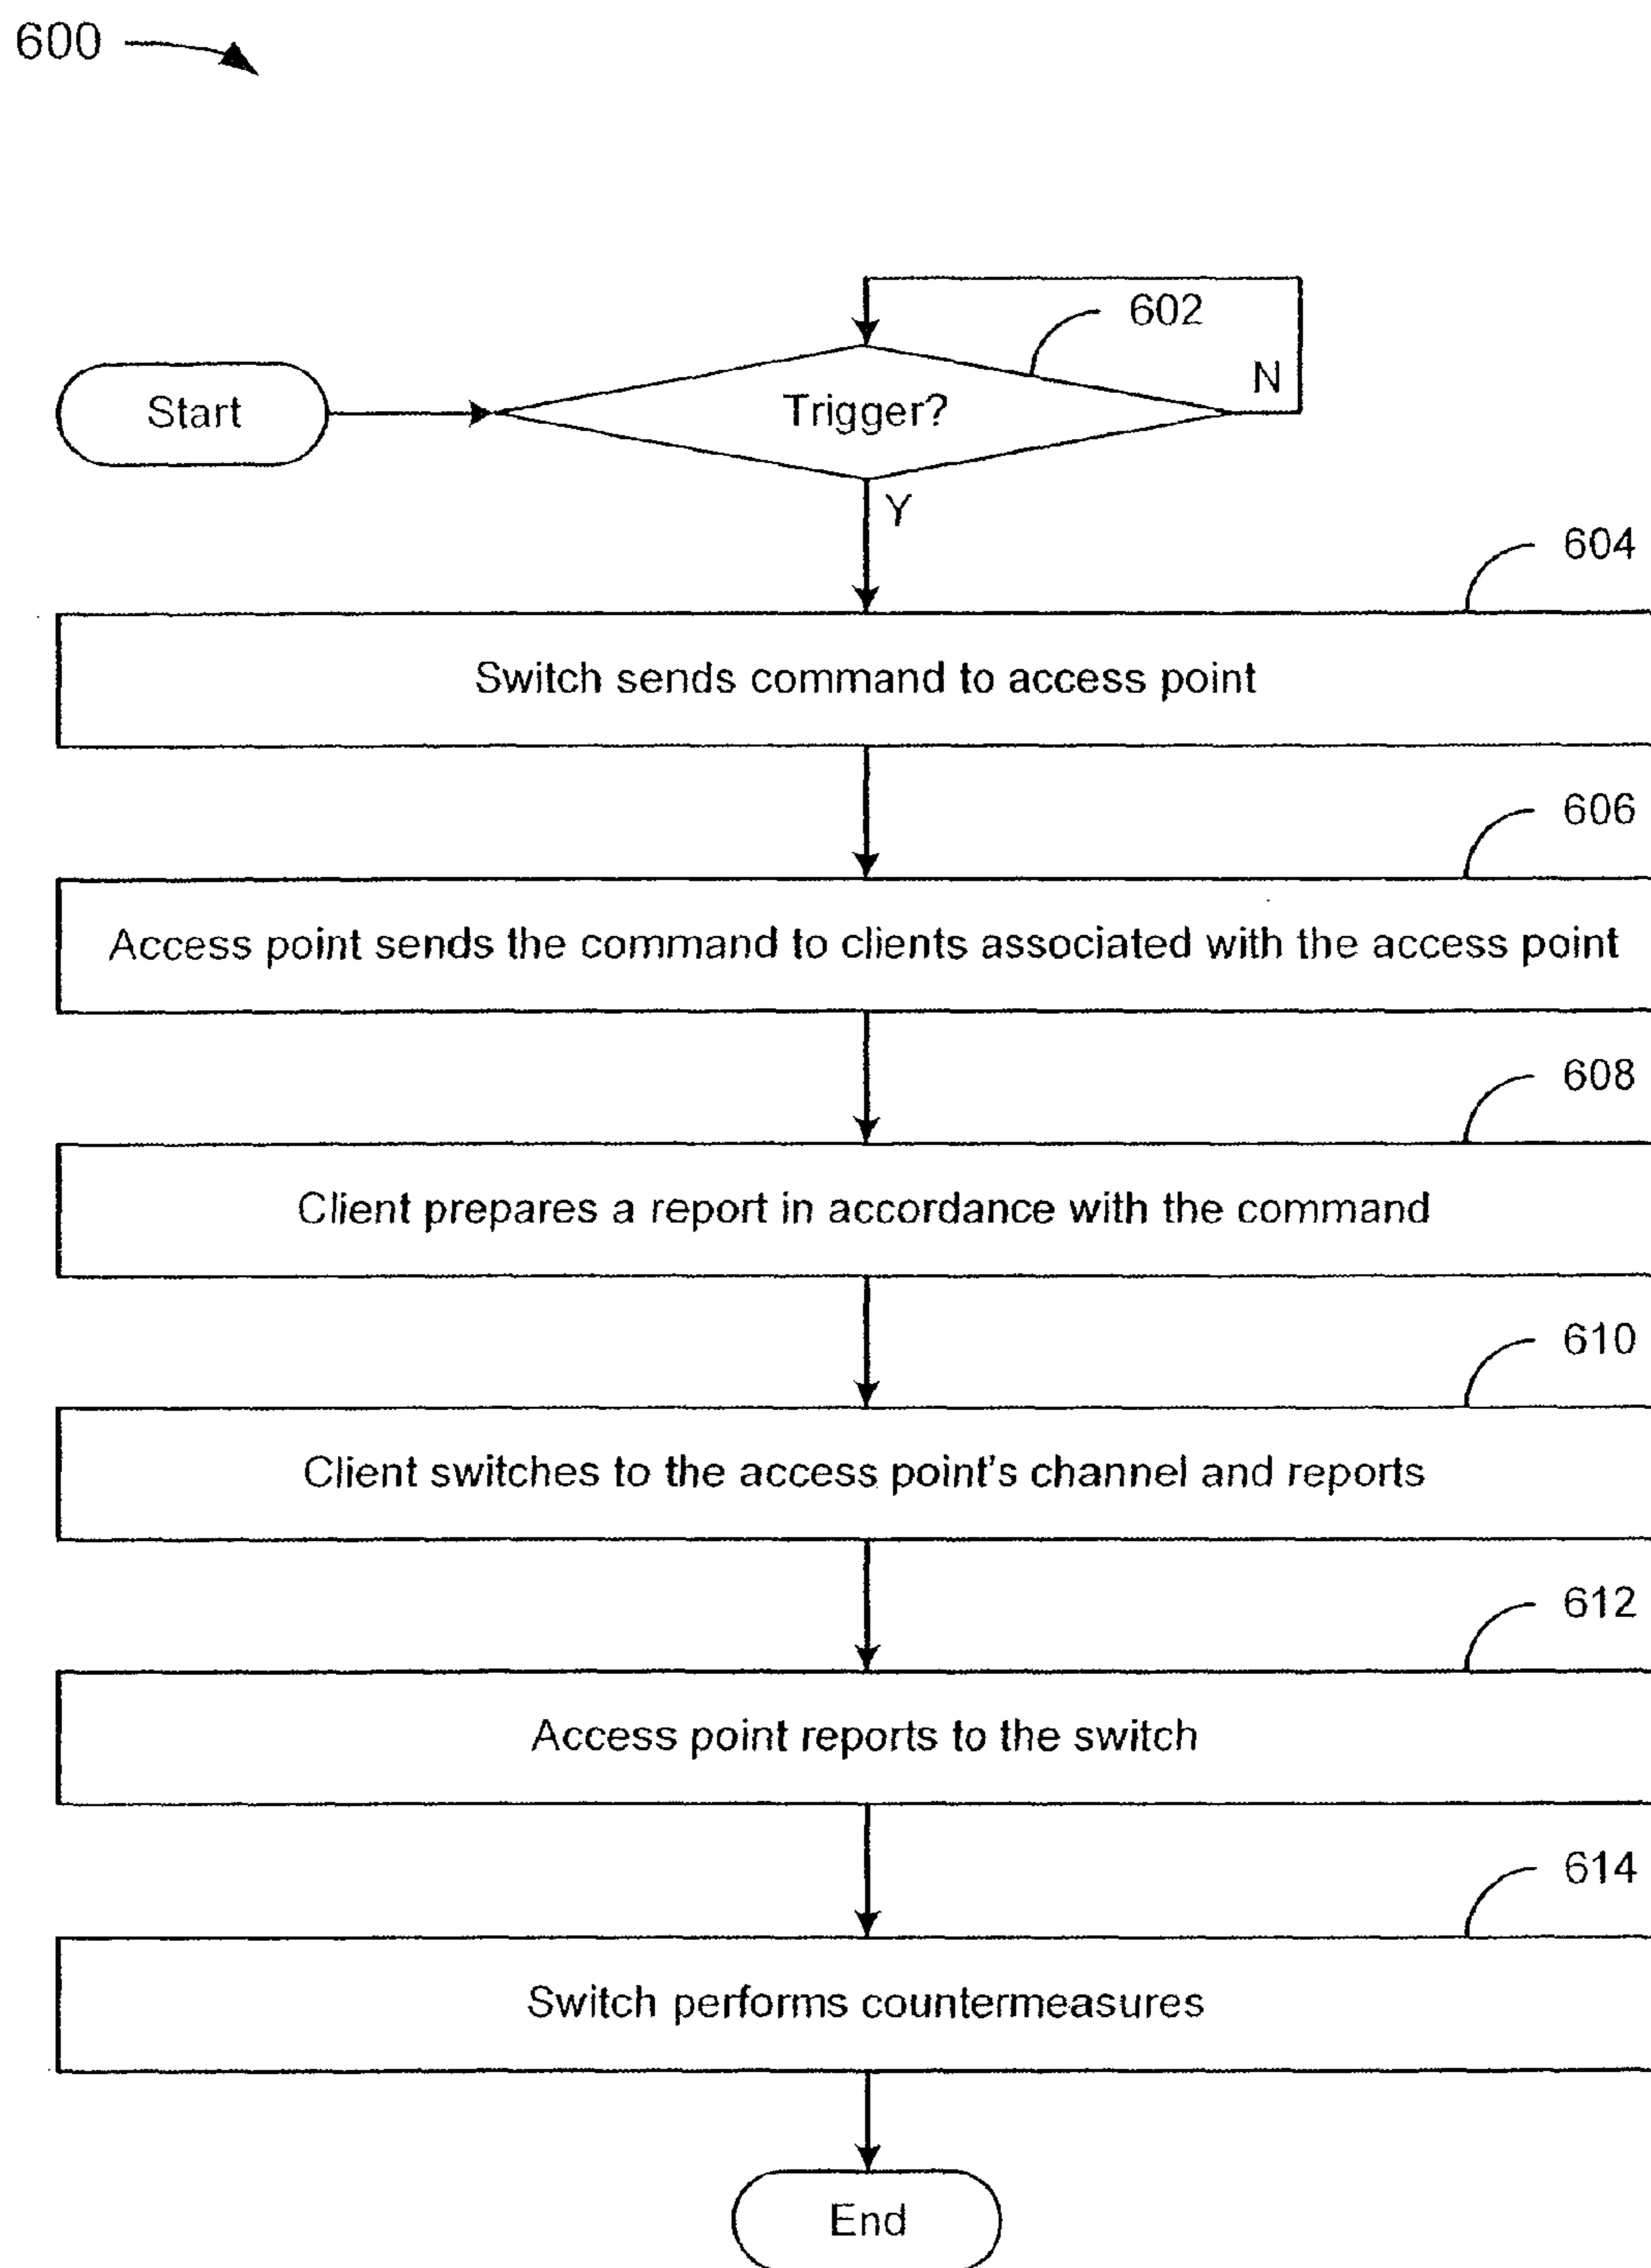 600
602
N
Start
Trigger?
Y
604
Switch sends command to access point
606
Access point sends the command to clients associated with the access point
608
Client prepares a report in accordance with the command
610
Client switches to the access point's channel and reports
612
Access point reports to the switch
614
Switch performs countermeasures
End